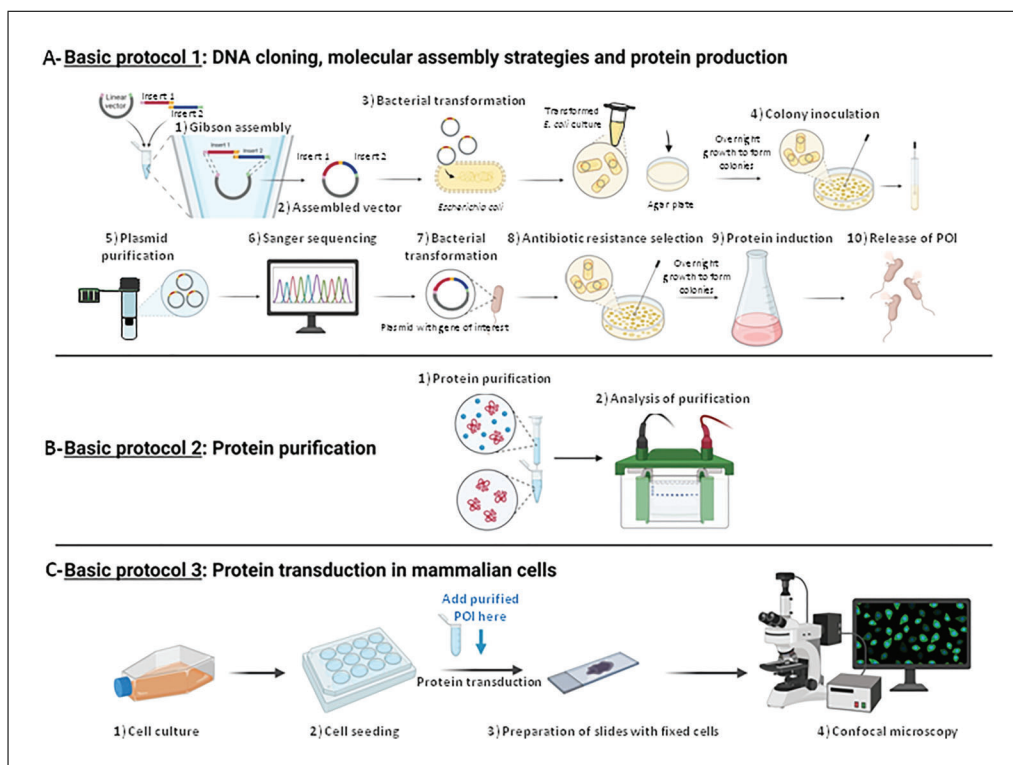 A-Basic protocol 1: DNA cloning, molecular assembly strategies and protein production
Linear
vector
Insert 1
Insert 2
1) Gibson assembly
Insert 1
Insert 2
Insert 1
Insert 2
2) Assembled vector
3) Bacterial transformation
Escherichia coli
Transformed
E. coli culture
Agar plate
Overnight
growth to form
colonies
4) Colony inoculation
5) Plasmid
purification
6) Sanger sequencing
7) Bacterial
transformation
Plasmid with gene of interest
8) Antibiotic resistance selection
Overnight
growth to form
colonies
9) Protein induction
10) Release of POI
B-Basic protocol 2: Protein purification
1) Protein purification
2) Analysis of purification
C-Basic protocol 3: Protein transduction in mammalian cells
Add purified
POI here
Protein transduction
1) Cell culture
2) Cell seeding
3) Preparation of slides with fixed cells
4) Confocal microscopy